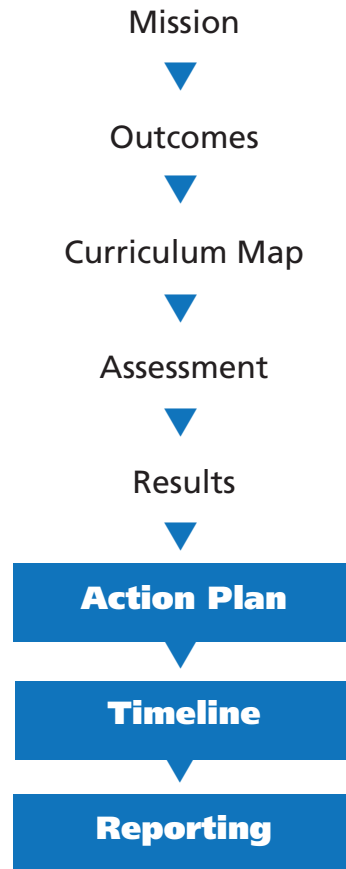 Mission
Outcomes
Curriculum Map
Assessment
Results
Action Plan
Timeline
Reporting